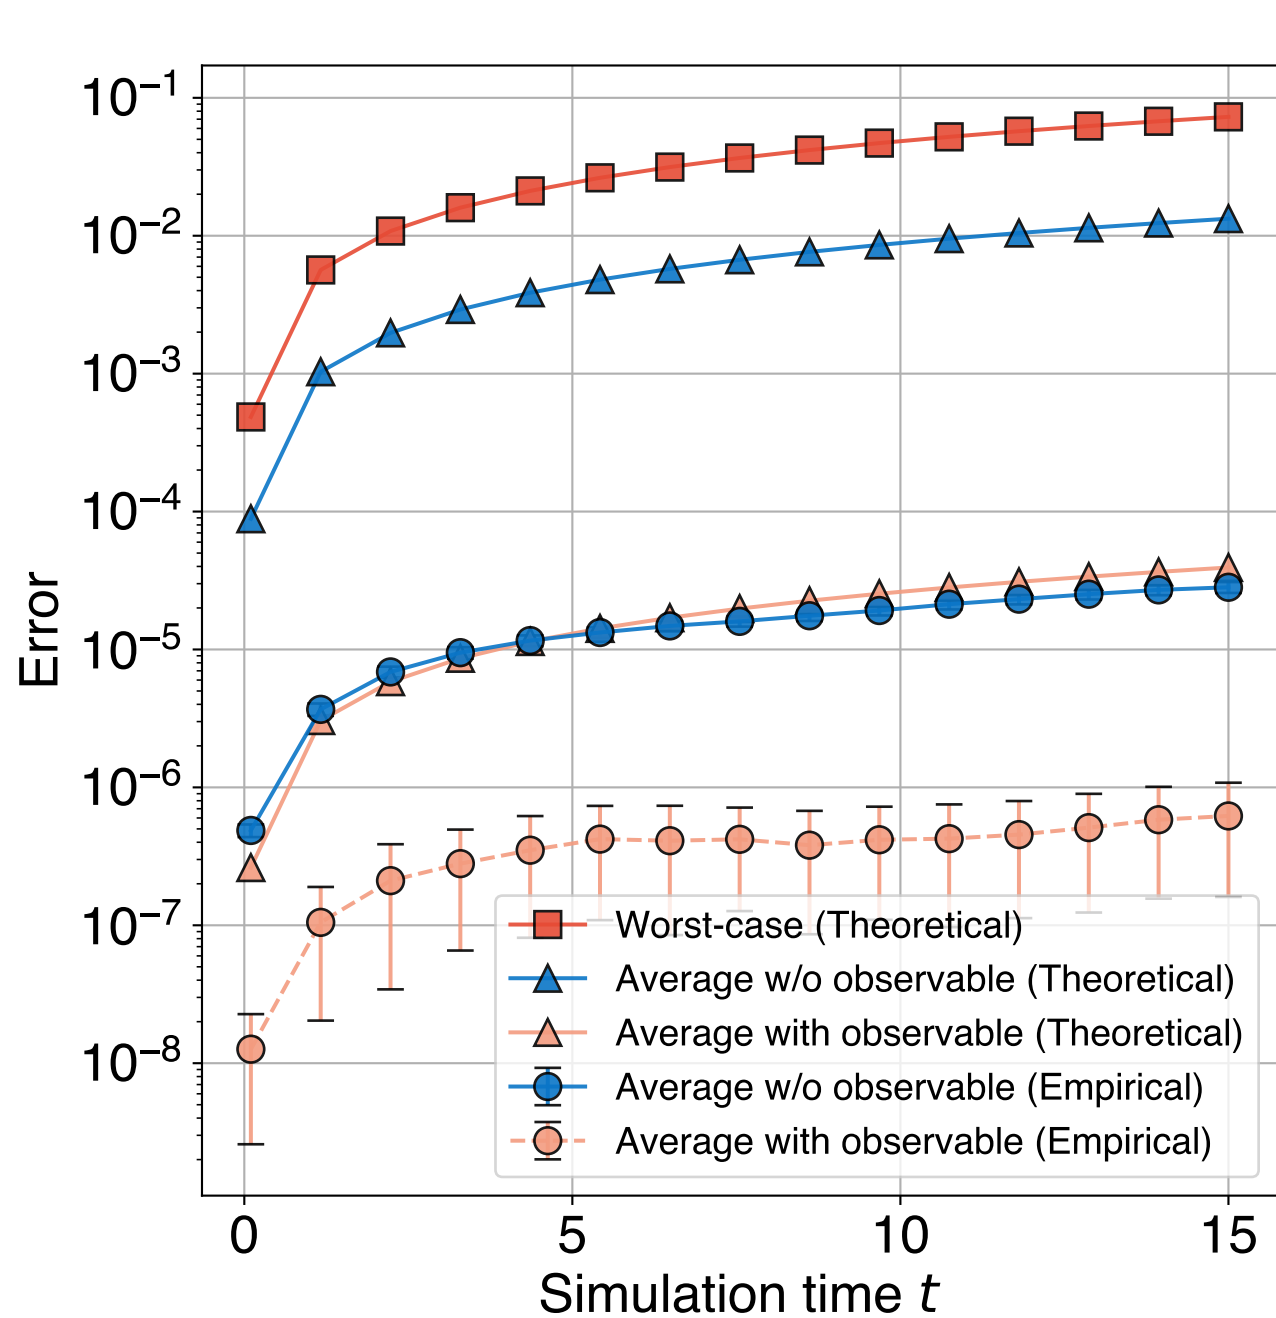 10⁻¹
10⁻²
10⁻³
10⁻⁴
10⁻⁵
10⁻⁶
10⁻⁷
10⁻⁸
Error
Worst-case (Theoretical)
Average w/o observable (Theoretical)
Average with observable (Theoretical)
Average w/o observable (Empirical)
Average with observable (Empirical)
0 5 10 15
Simulation time t